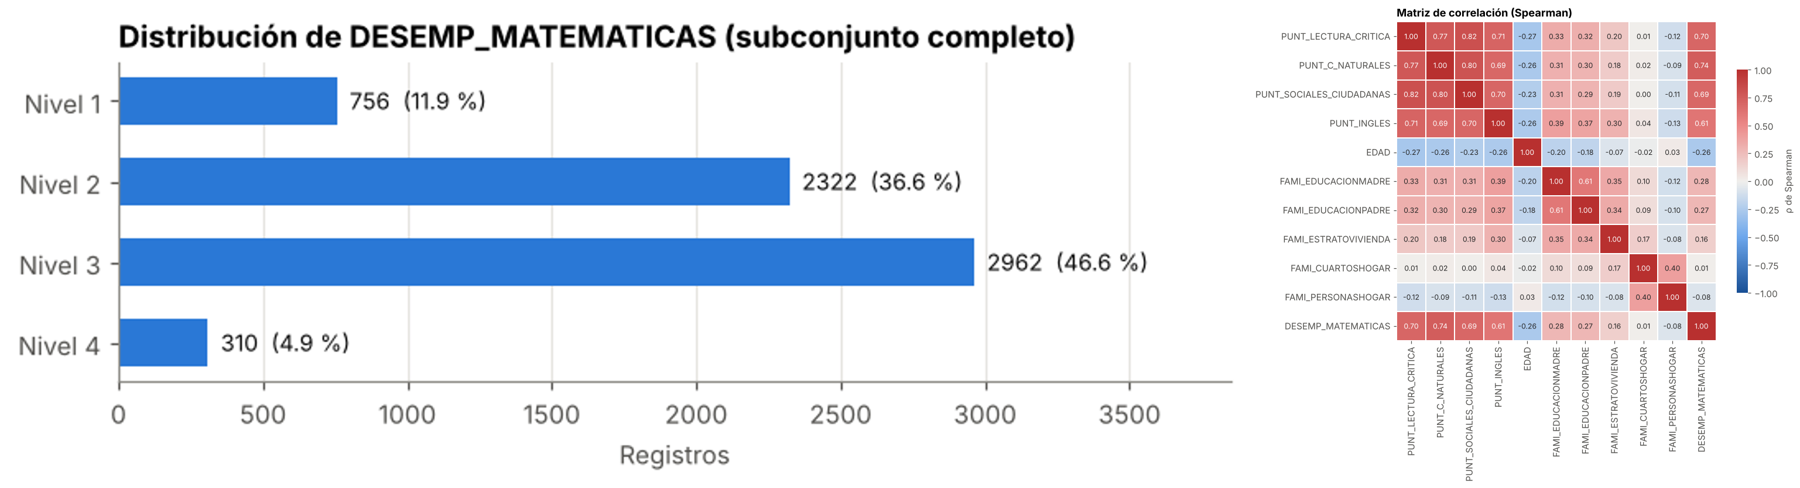 Distribución de DESEMP_MATEMATICAS (subconjunto completo)
Nivel 1 756 (11.9 %)
Nivel 2 2322 (36.6 %)
Nivel 3 2962 (46.6 %)
Nivel 4 310 (4.9 %)
0 500 1000 1500 2000 2500 3000 3500
Registros
Matriz de correlación (Spearman)
PUNT_LECTURA_CRITICA 1.00 0.77 0.82 0.71 -0.27 0.33 0.32 0.20 0.01 -0.12 0.70
PUNT_C_NATURALES 0.77 1.00 0.80 0.69 -0.26 0.31 0.30 0.18 0.02 -0.09 0.74
PUNT_SOCIALES_CIUDADANAS 0.82 0.80 1.00 0.70 -0.23 0.31 0.29 0.19 0.00 -0.11 0.69
PUNT_INGLES 0.71 0.69 0.70 1.00 -0.26 0.39 0.37 0.30 0.04 -0.13 0.61
EDAD -0.27 -0.26 -0.23 -0.26 1.00 -0.20 -0.18 -0.07 -0.02 0.03 -0.26
FAMI_EDUCACIONMADRE 0.33 0.31 0.31 0.39 -0.20 1.00 0.61 0.35 0.10 -0.12 0.28
FAMI_EDUCACIONPADRE 0.32 0.30 0.29 0.37 -0.18 0.61 1.00 0.34 0.09 -0.10 0.27
FAMI_ESTRATOVIVIENDA 0.20 0.18 0.19 0.30 -0.07 0.35 0.34 1.00 0.17 -0.08 0.16
FAMI_CUARTOSHOGAR 0.01 0.02 0.00 0.04 -0.02 0.10 0.09 0.17 1.00 0.40 0.01
FAMI_PERSONASHOGAR -0.12 -0.09 -0.11 -0.13 0.03 -0.12 -0.10 -0.08 0.40 1.00 -0.08
DESEMP_MATEMATICAS 0.70 0.74 0.69 0.61 -0.26 0.28 0.27 0.16 0.01 -0.08 1.00
PUNT_LECTURA_CRITICA
PUNT_C_NATURALES
PUNT_SOCIALES_CIUDADANAS
PUNT_INGLES
EDAD
FAMI_EDUCACIONMADRE
FAMI_EDUCACIONPADRE
FAMI_ESTRATOVIVIENDA
FAMI_CUARTOSHOGAR
FAMI_PERSONASHOGAR
DESEMP_MATEMATICAS
1.00
0.75
0.50
0.25
0.00
−0.25
−0.50
−0.75
−1.00
ρ de Spearman